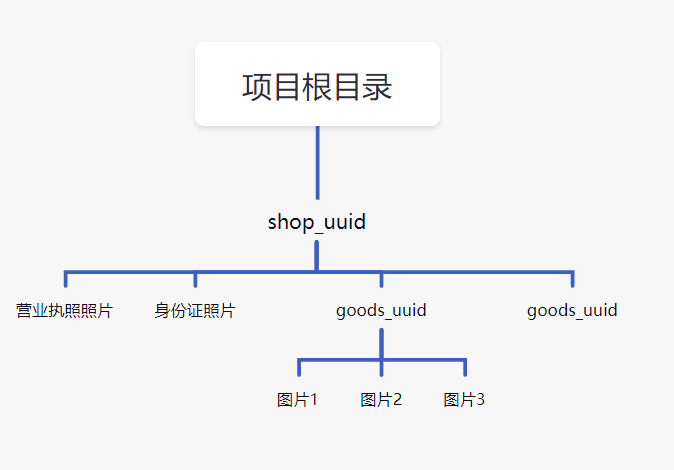 项目根目录
shop_uuid
营业执照照片
身份证照片
goods_uuid
goods_uuid
图片1
图片2
图片3